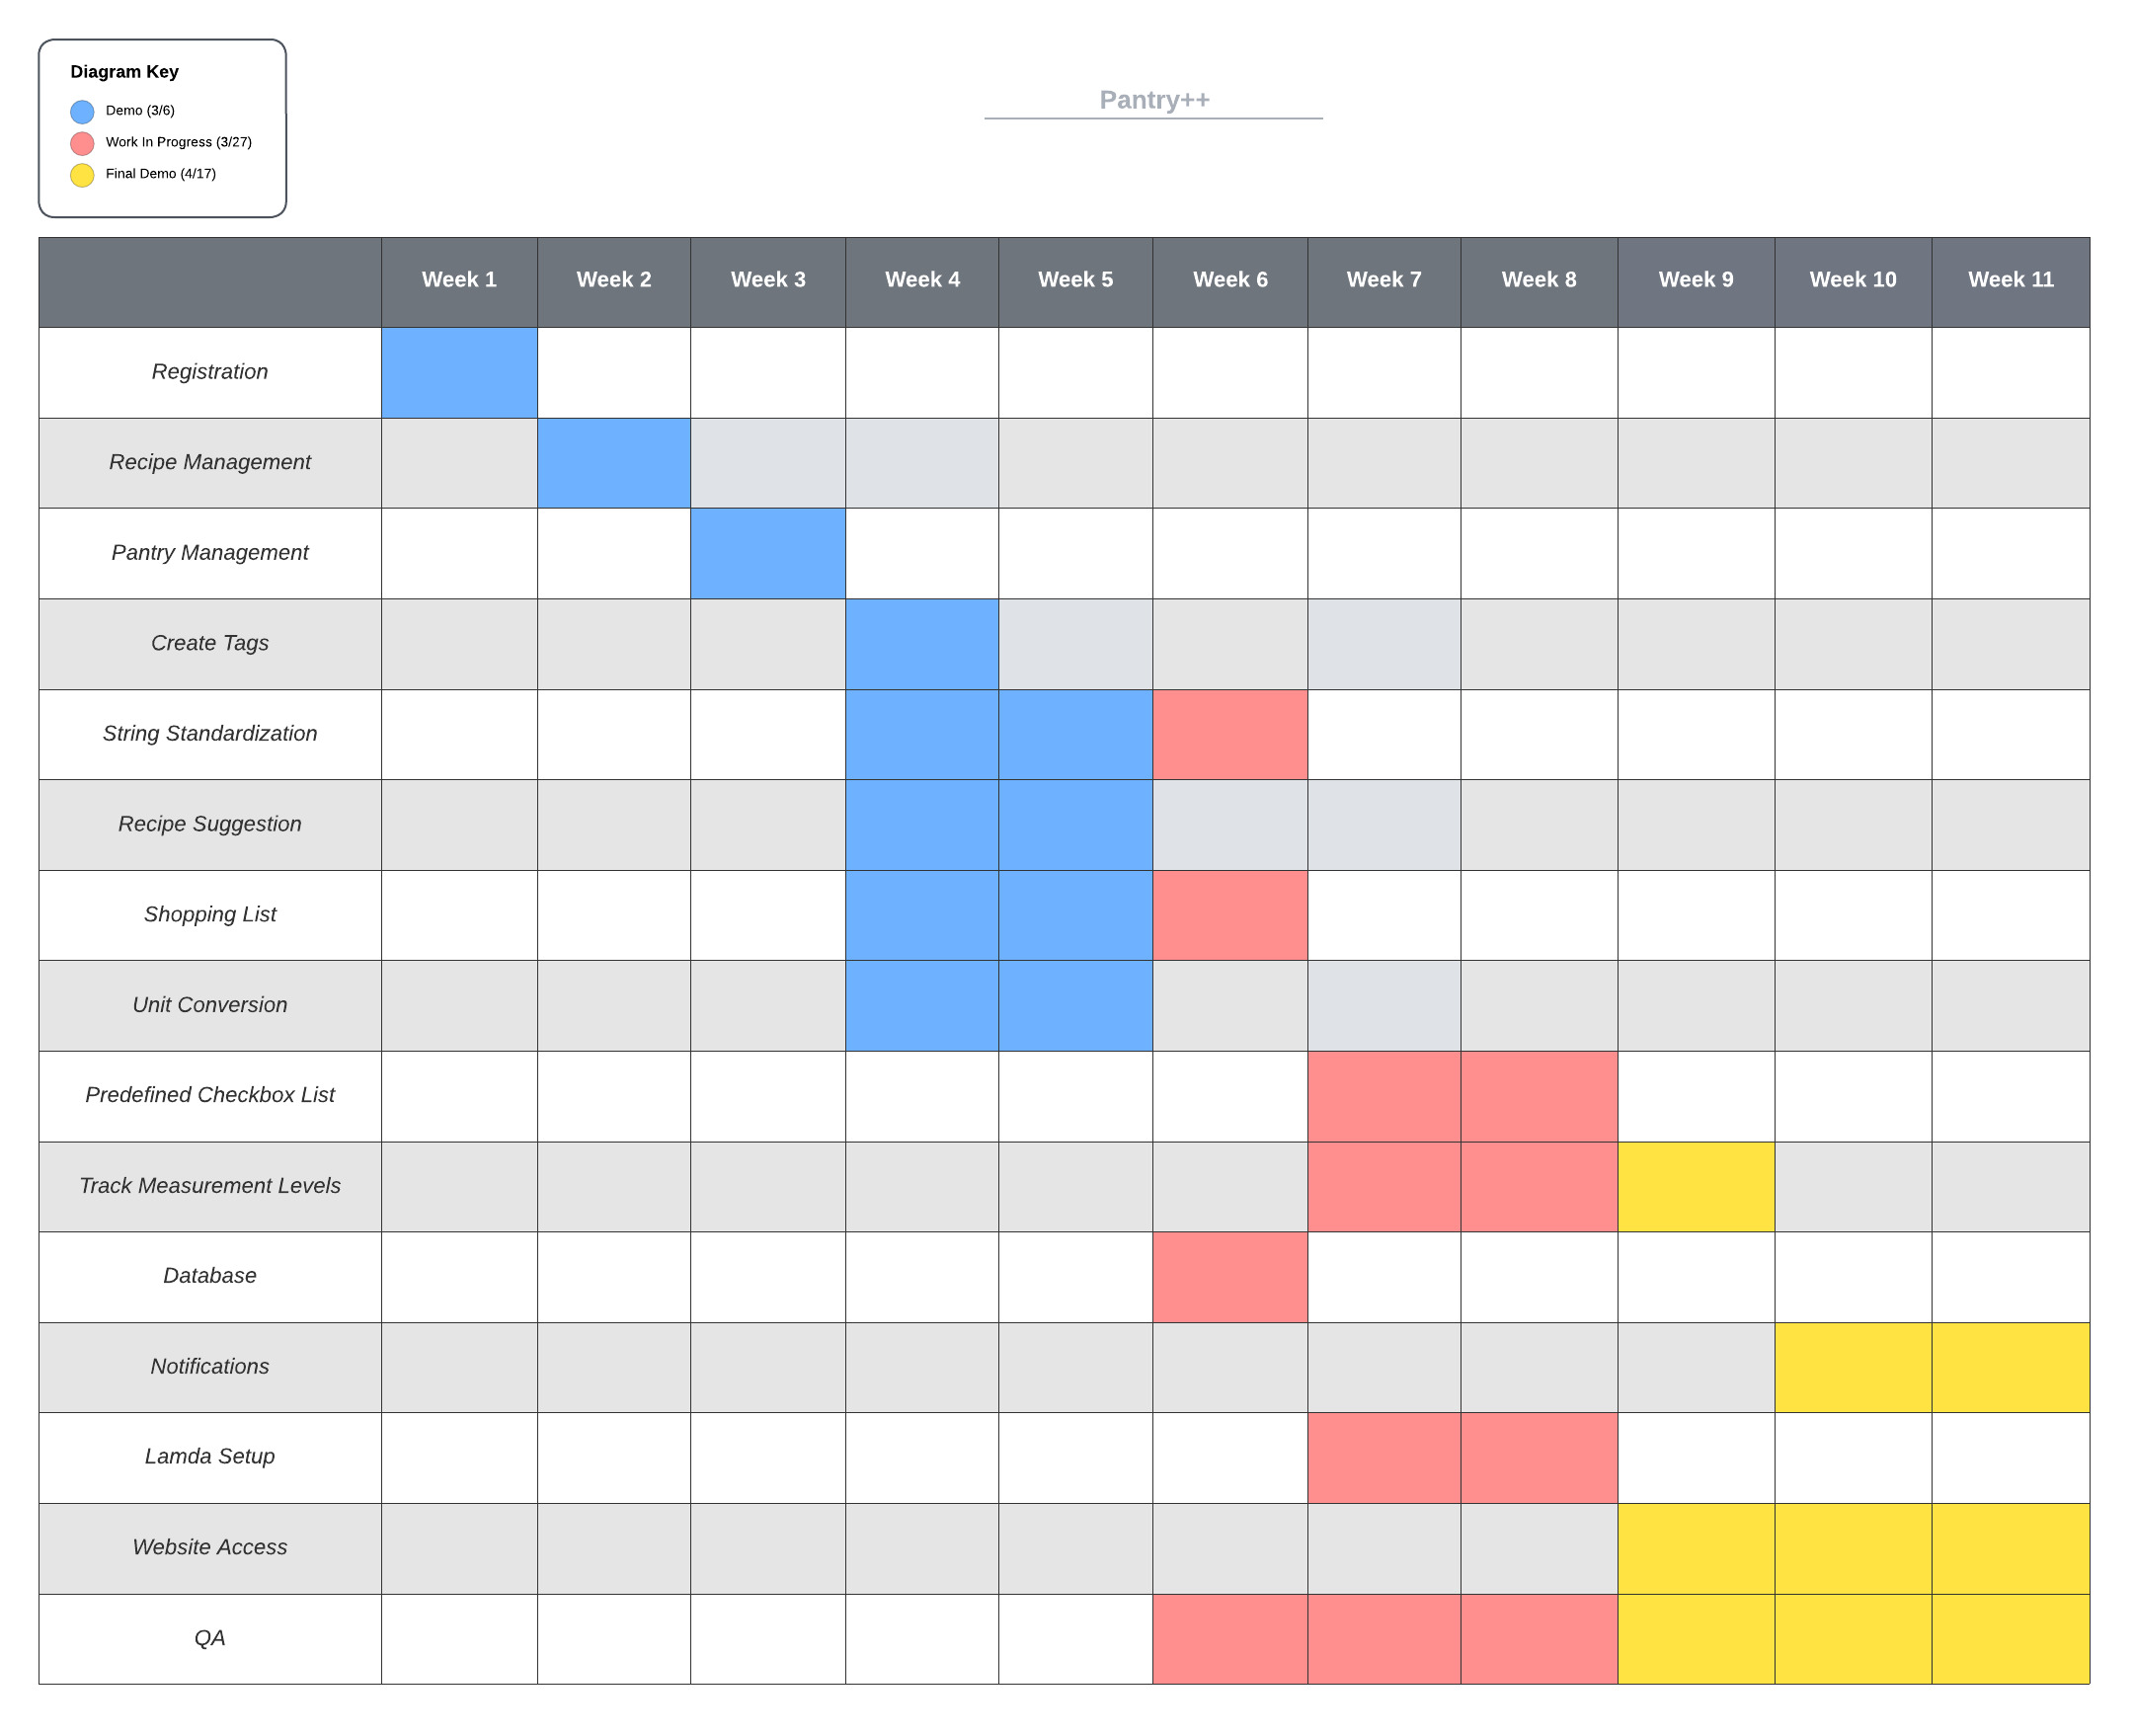 Diagram Key
Demo (3/6)
Work In Progress (3/27)
Final Demo (4/17)
Pantry++
Week 1 Week 2 Week 3 Week 4 Week 5 Week 6 Week 7 Week 8 Week 9 Week 10 Week 11
Registration
Recipe Management
Pantry Management
Create Tags
String Standardization
Recipe Suggestion
Shopping List
Unit Conversion
Predefined Checkbox List
Track Measurement Levels
Database
Notifications
Lamda Setup
Website Access
QA